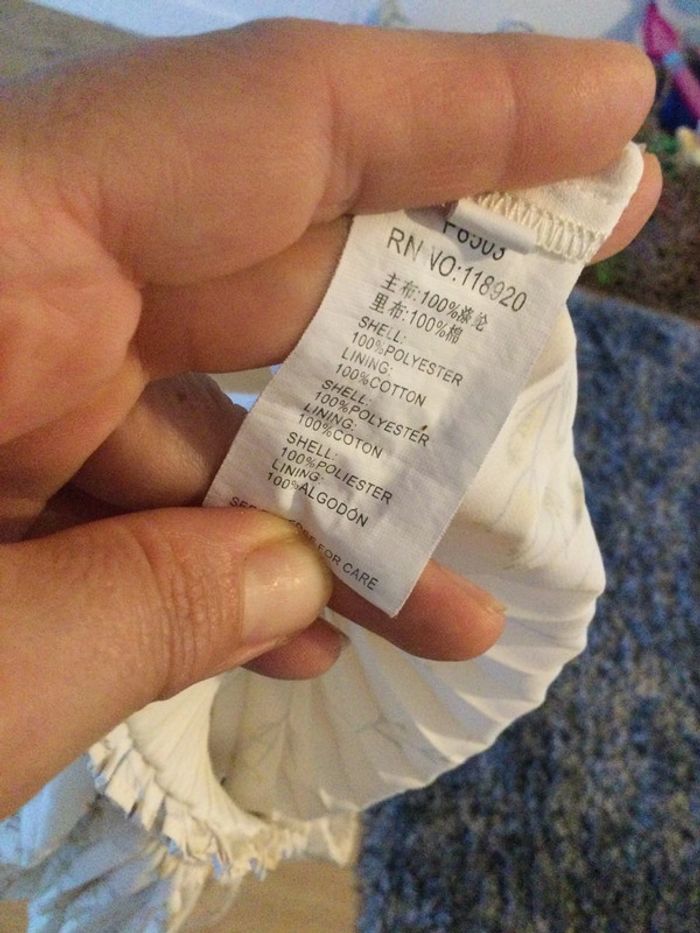 RN NO:118920
主布:100%涤纶
里布:100%棉
SHELL:
100%POLYESTER
LINING:
100%COTTON
SHELL:
100%POLYESTER
LINING:
100%COTON
SHELL:
100%POLIESTER
LINING:
100%ALGODÓN
FOR CARE